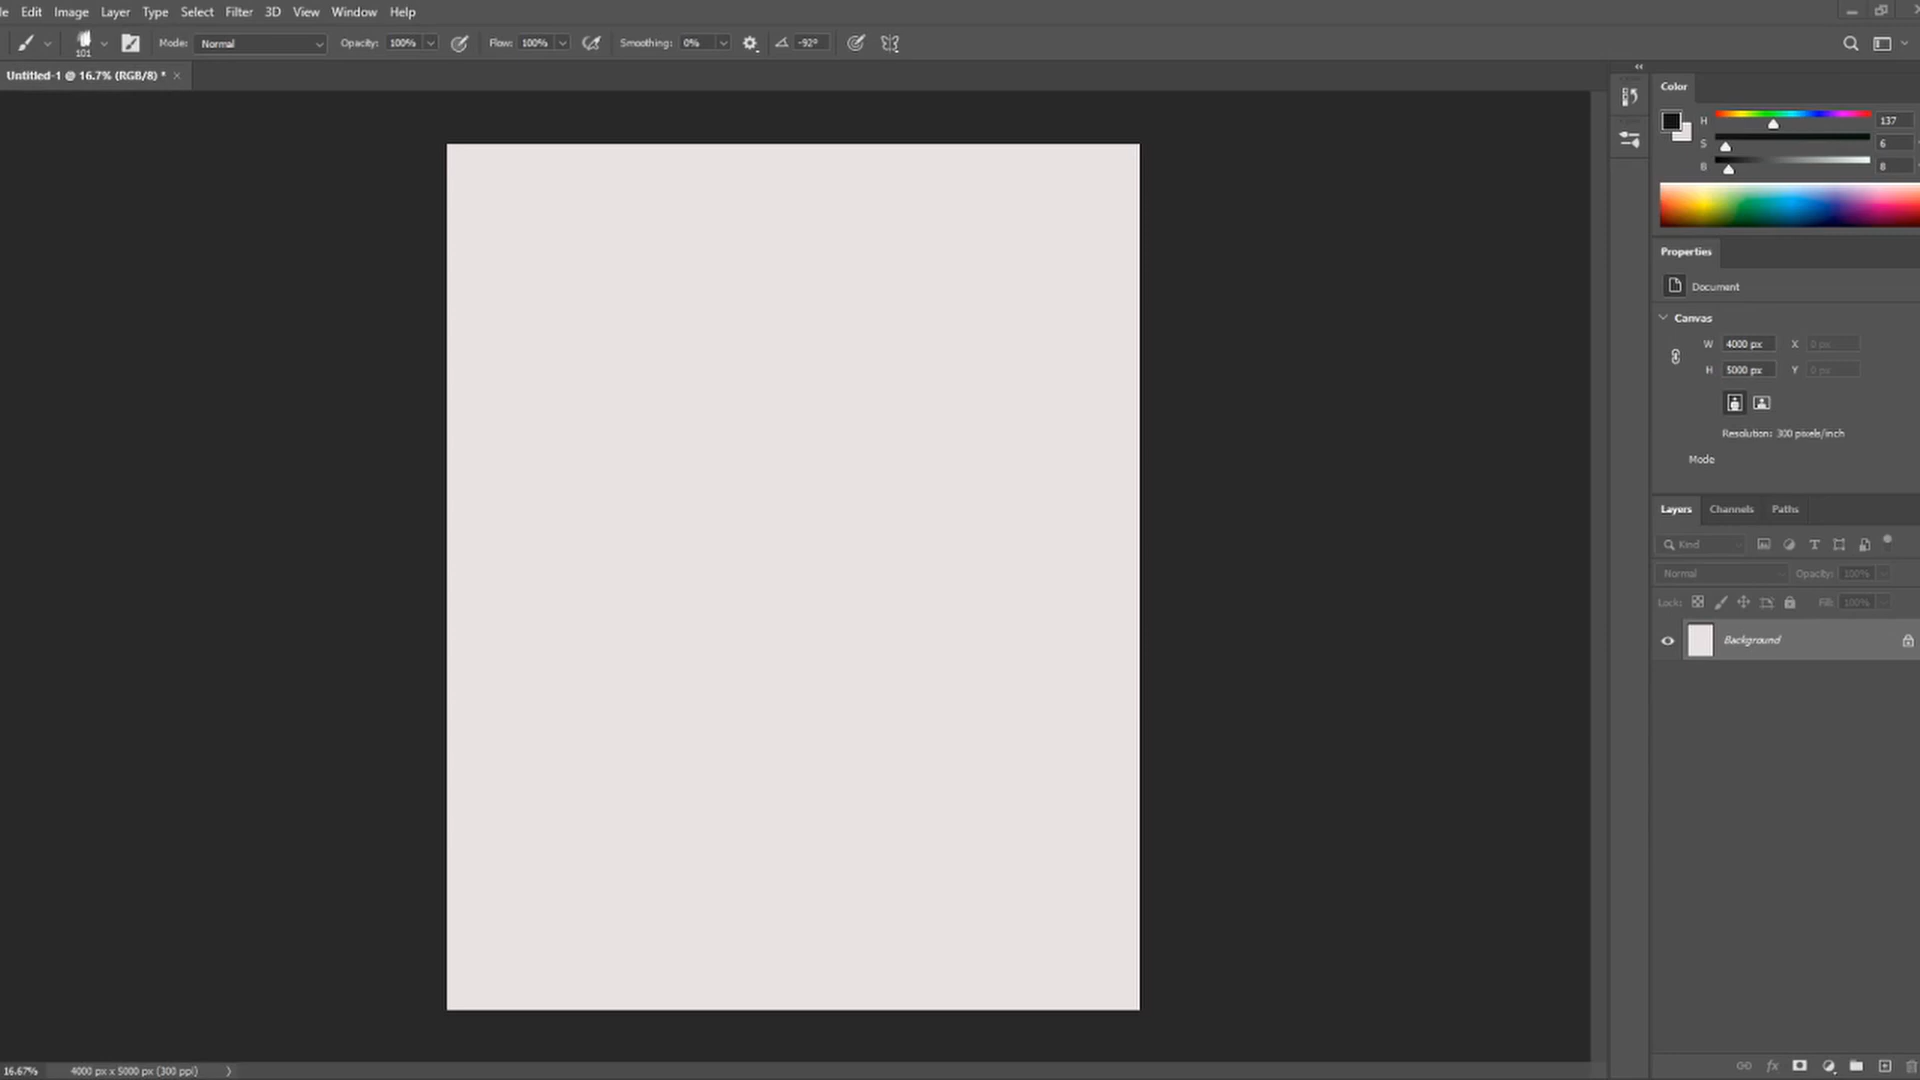 le Edit Image Layer Type Select Filter 3D View Window Help
101 Mode: Normal Opacity: 100% Flow: 100% Smoothing: 0% -92°
Untitled-1 @ 16.7% (RGB/8) * ×
Color
H 137
S 6
B 8
Properties
Document
Canvas
W 4000 px X 0 px
H 5000 px Y 0 px
Resolution: 300 pixels/inch
Mode
Layers Channels Paths
Kind
Normal Opacity: 100%
Lock: Fill: 100%
Background
fx
16.67% 4000 px x 5000 px (300 ppi)